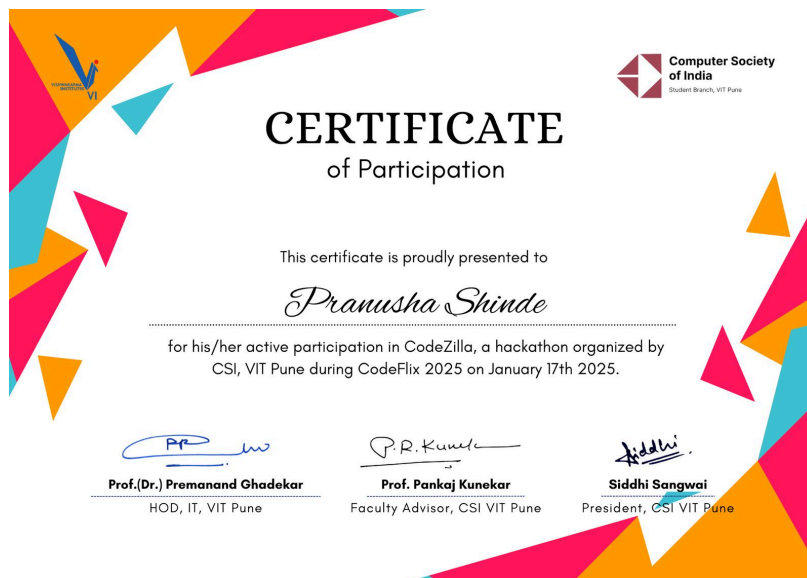 VISHWAKARMA
INSTITUTES
VI
Computer Society
of India
Student Branch, VIT Pune
CERTIFICATE
of Participation
This certificate is proudly presented to
Pranusha Shinde
for his/her active participation in CodeZilla, a hackathon organized by
CSI, VIT Pune during CodeFlix 2025 on January 17th 2025.
P.R.Kunek
Siddhi
Prof.(Dr.) Premanand Ghadekar
Prof. Pankaj Kunekar
Siddhi Sangwai
HOD, IT, VIT Pune
Faculty Advisor, CSI VIT Pune
President, CSI VIT Pune